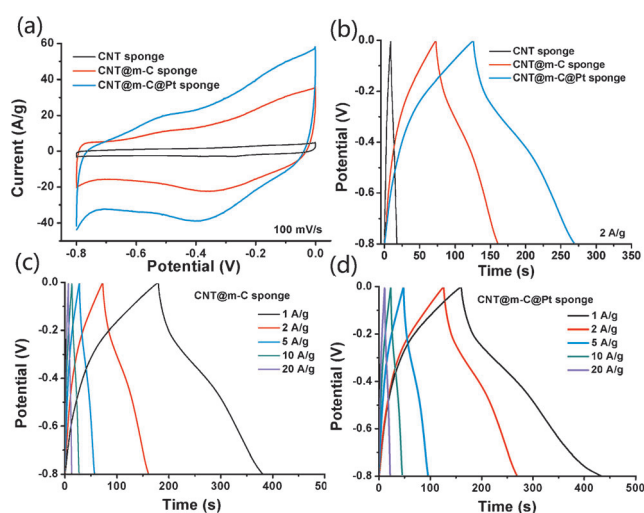 (a)
60
40
20
0
-20
-40
Current (A/g)
CNT sponge
CNT@m-C sponge
CNT@m-C@Pt sponge
100 mV/s
-0.8 -0.6 -0.4 -0.2 0.0
Potential (V)
(b)
0.0
-0.2
-0.4
-0.6
-0.8
Potential (V)
CNT sponge
CNT@m-C sponge
CNT@m-C@Pt sponge
2 A/g
0 50 100 150 200 250 300 350
Time (s)
(c)
0.0
-0.2
-0.4
-0.6
-0.8
Potential (V)
CNT@m-C sponge
1 A/g
2 A/g
5 A/g
10 A/g
20 A/g
0 100 200 300 400 50
Time (s)
(d)
0.0
-0.2
-0.4
-0.6
-0.8
Potential (V)
CNT@m-C@Pt sponge
1 A/g
2 A/g
5 A/g
10 A/g
20 A/g
0 100 200 300 400 500
Time (s)